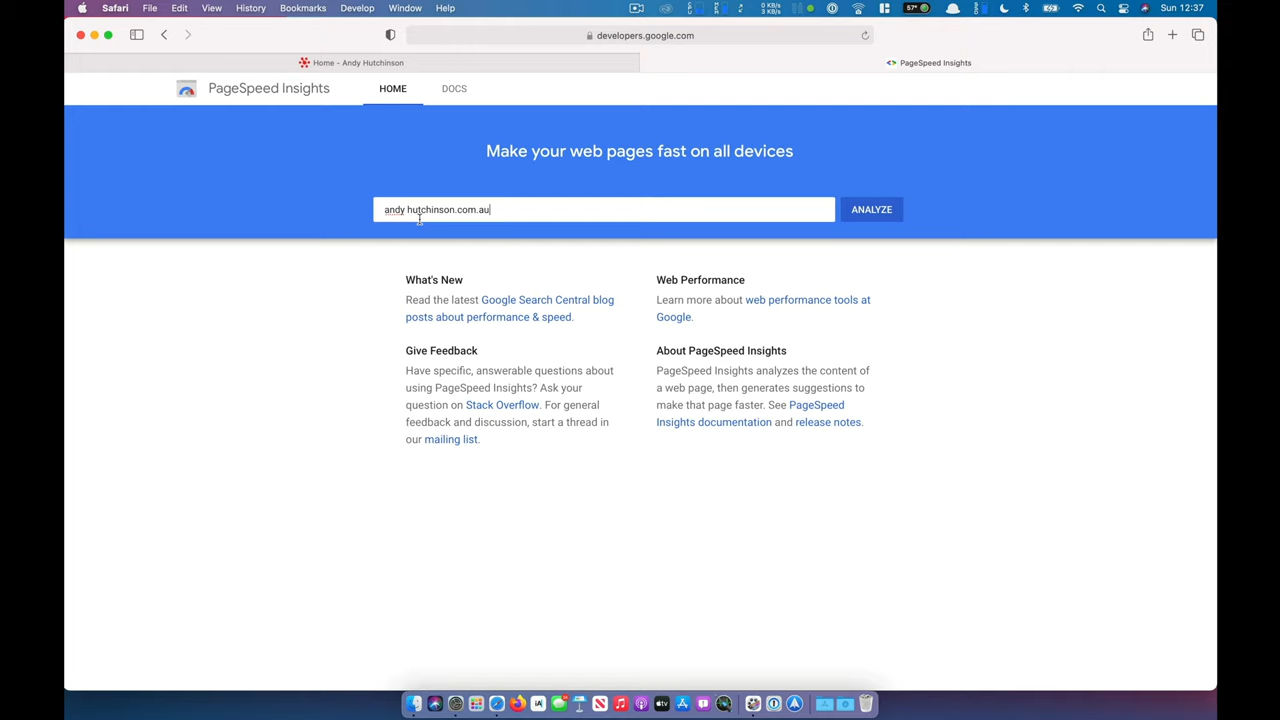 Safari File Edit View History Bookmarks Develop Window Help 0 KB/s 0 KB/s 57° Sun 12:37
developers.google.com
Home - Andy Hutchinson
PageSpeed Insights
PageSpeed Insights HOME DOCS
Make your web pages fast on all devices
andy hutchinson.com.au ANALYZE
What's New
Read the latest Google Search Central blog
posts about performance & speed.
Web Performance
Learn more about web performance tools at
Google.
Give Feedback
Have specific, answerable questions about
using PageSpeed Insights? Ask your
question on Stack Overflow. For general
feedback and discussion, start a thread in
our mailing list.
About PageSpeed Insights
PageSpeed Insights analyzes the content of
a web page, then generates suggestions to
make that page faster. See PageSpeed
Insights documentation and release notes.